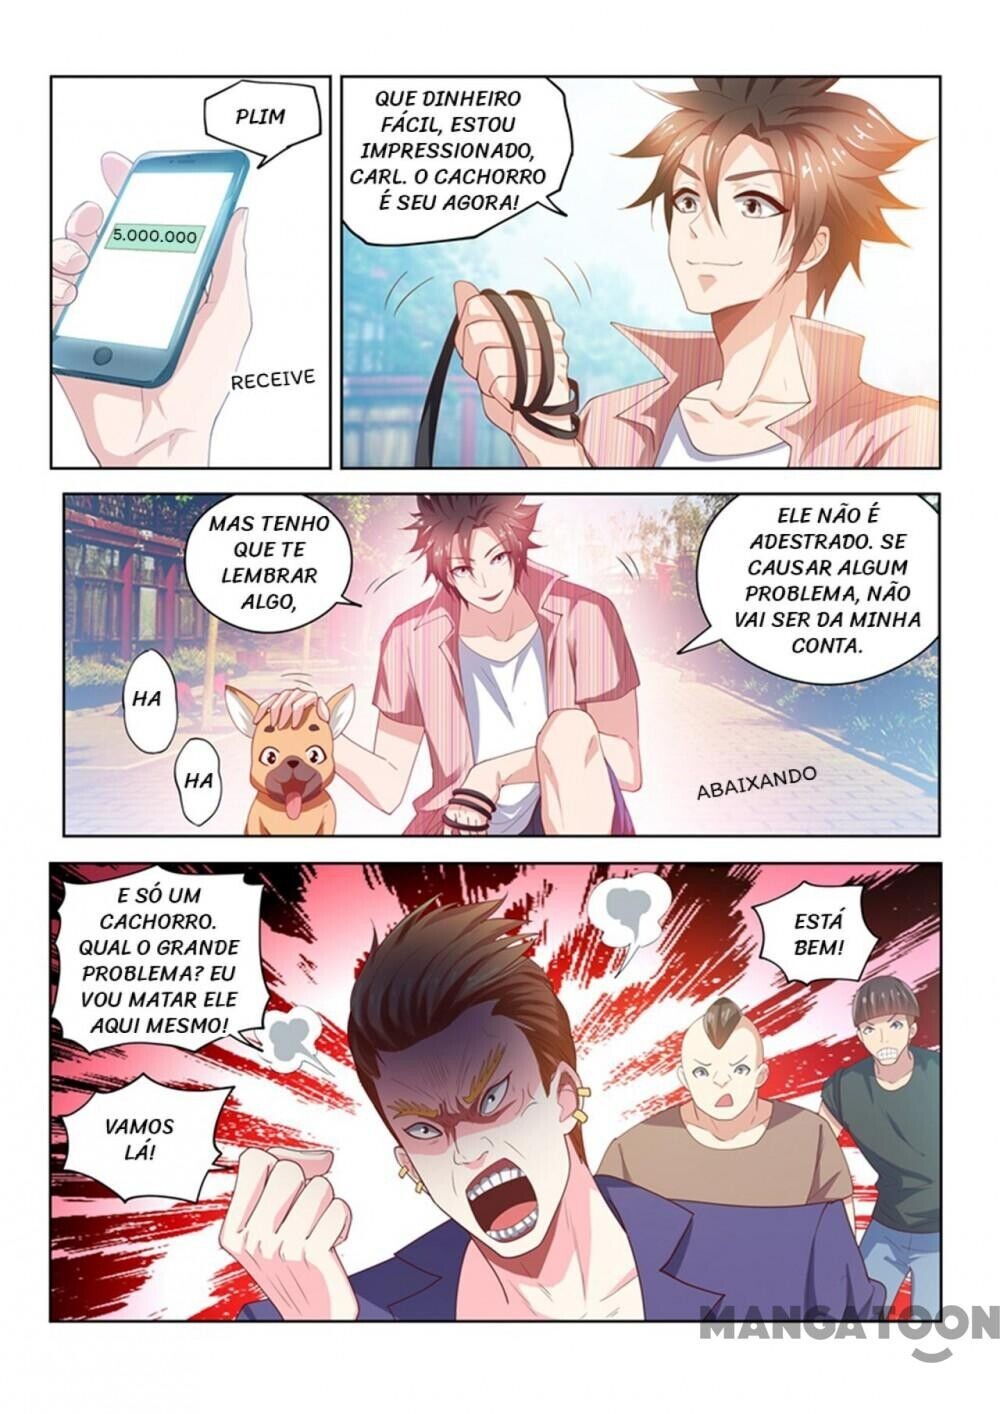 PLIM
5.000.000
RECEIVE
QUE DINHEIRO
FÁCIL, ESTOU
IMPRESSIONADO,
CARL. O CACHORRO
É SEU AGORA!
MAS TENHO
QUE TE
LEMBRAR
ALGO,
ELE NÃO É
ADESTRADO. SE
CAUSAR ALGUM
PROBLEMA, NÃO
VAI SER DA MINHA
CONTA.
HA
HA
ABAIXANDO
E SÓ UM
CACHORRO.
QUAL O GRANDE
PROBLEMA? EU
VOU MATAR ELE
AQUI MESMO!
ESTÁ
BEM!
VAMOS
LÁ!
MANGATOON